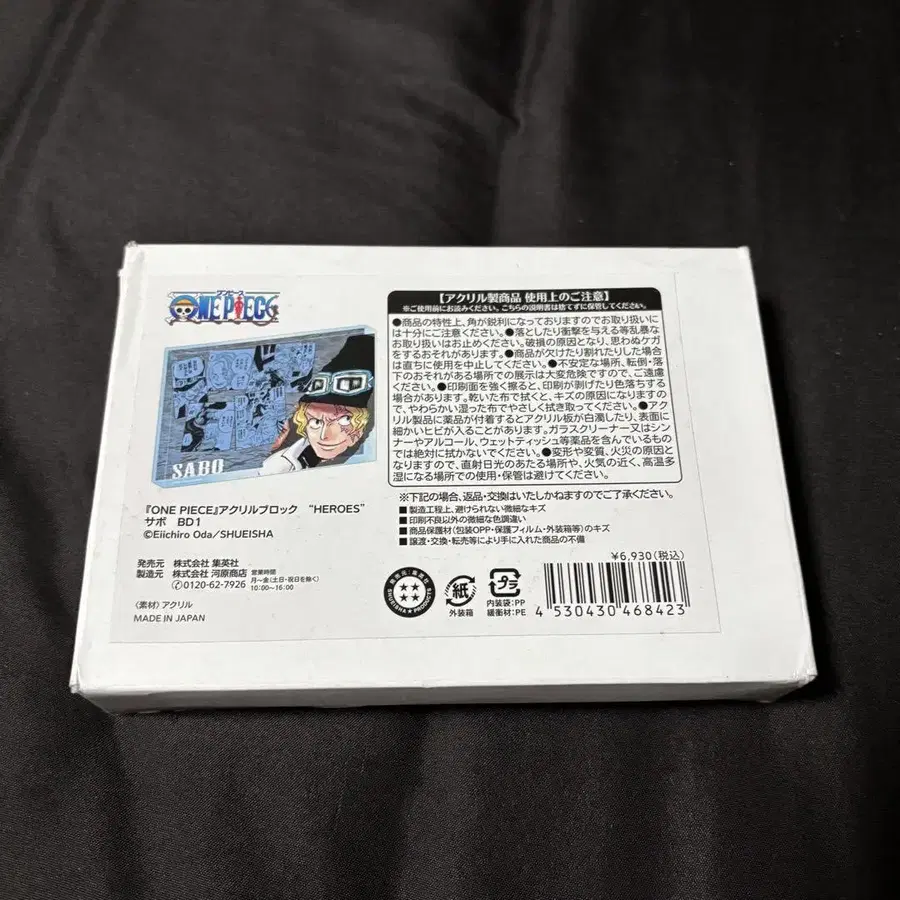 ワンピース
ONE PIECE
SABO
『ONE PIECE』アクリルブロック “HEROES”
サボ BD1
©Eiichiro Oda/SHUEISHA
発売元 株式会社 集英社
製造元 株式会社 河原商店
✆0120-62-7926
営業時間
月～金(土日・祝日を除く)
10:00～16:00
〈素材〉アクリル
MADE IN JAPAN
【アクリル製商品 使用上のご注意】
※ご使用前にお読みください。こちらの説明書は捨てずに保管してください。
●商品の特性上、角が鋭利になっておりますのでお取り扱いに
は十分にご注意ください。●落としたり衝撃を与える等乱暴な
お取り扱いはお止めください。破損の原因となり、思わぬケガ
をするおそれがあります。●商品が欠けたり割れたりした場合
は直ちに使用を中止してください。●不安定な場所、転倒・落
下のおそれがある場所での展示は大変危険ですので、ご遠慮
ください。●印刷面を強く擦ると、印刷が剥げたり色落ちする
場合があります。乾いた布で拭くと、キズの原因になりますの
で、やわらかい湿った布でやさしく拭き取ってください。●アク
リル製品に薬品が付着するとアクリル板が白濁したり、表面に
細かいヒビが入ることがあります。ガラスクリーナー又はシン
ナーやアルコール、ウェットティッシュ等薬品を含んでいるもの
では絶対に拭かないでください。●変形や変質、火災の原因と
なりますので、直射日光のあたる場所や、火気の近く、高温多
湿になる場所での使用・保管は避けてください。
※下記の場合、返品・交換はいたしかねますのでご了承ください。
■製造工程上、避けられない微細なキズ
■印刷不良以外の微細な色調違い
■商品保護材(包装OPP・保護フィルム・外装箱等)のキズ
■譲渡・交換・転売等により手に入れた商品の不備
¥6,930(税込)
発売元:集英社
SHUEISHA PRODUCTS
紙
外装箱
プラ
内装袋:PP
緩衝材:PE
4 530430 468423